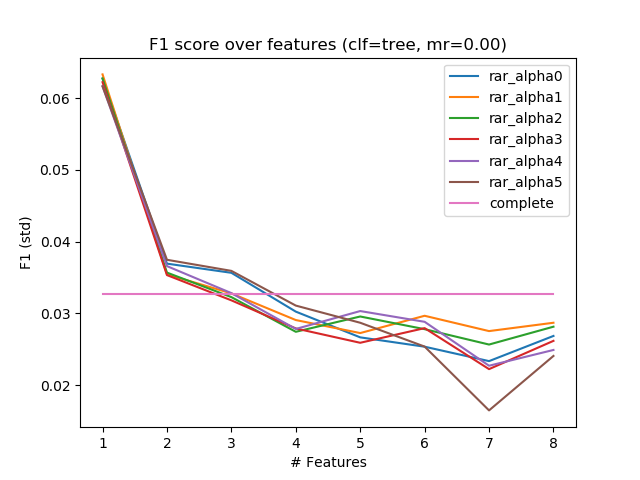 F1 score over features (clf=tree, mr=0.00)
rar_alpha0
rar_alpha1
rar_alpha2
rar_alpha3
rar_alpha4
rar_alpha5
complete
F1 (std)
0.06
0.05
0.04
0.03
0.02
1 2 3 4 5 6 7 8
# Features